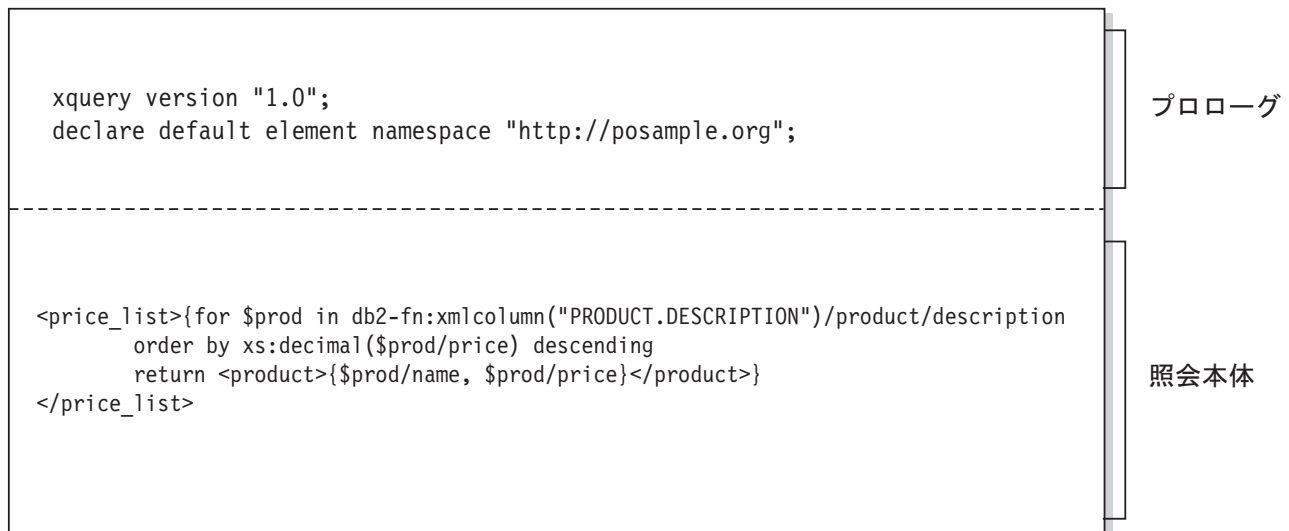 xquery version "1.0";
declare default element namespace "http://posample.org";
プロローグ
<price_list>{for $prod in db2-fn:xmlcolumn("PRODUCT.DESCRIPTION")/product/description
order by xs:decimal($prod/price) descending
return <product>{$prod/name, $prod/price}</product>}
</price_list>
照会本体